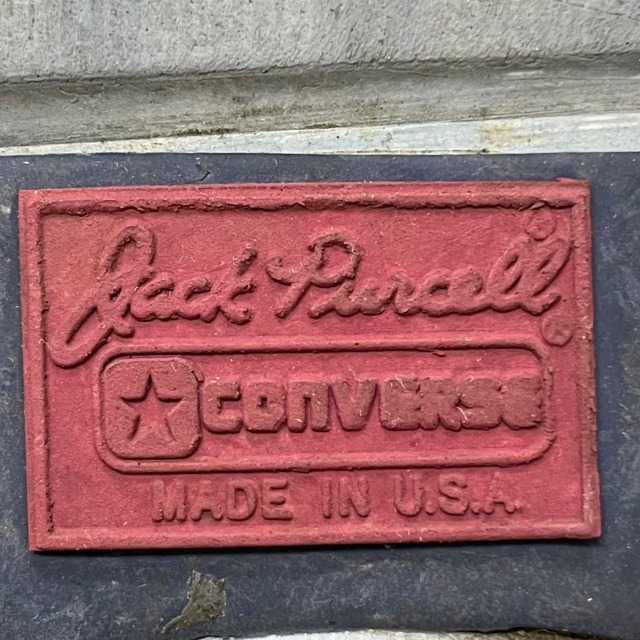 Jack Purcell ®
CONVERSE
MADE IN U.S.A.